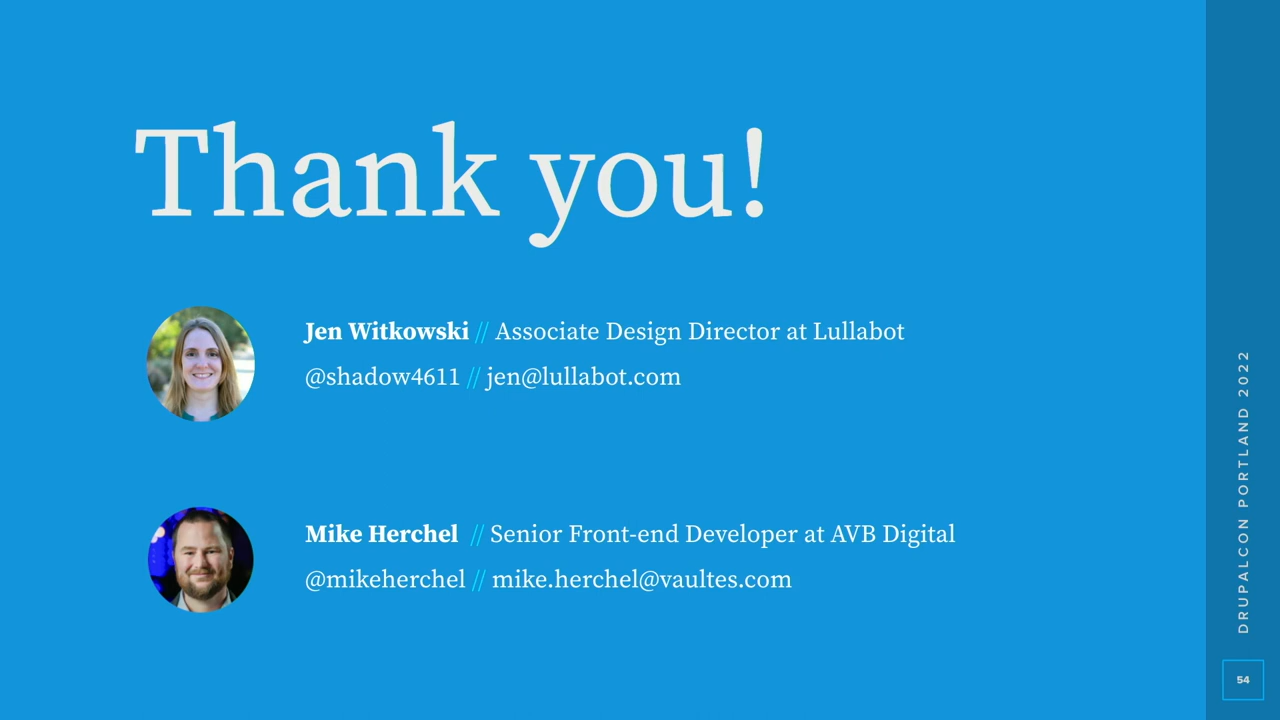 Thank you!
Jen Witkowski // Associate Design Director at Lullabot
@shadow4611 // jen@lullabot.com
Mike Herchel // Senior Front-end Developer at AVB Digital
@mikeherchel // mike.herchel@vaultes.com
DRUPALCON PORTLAND 2022
54